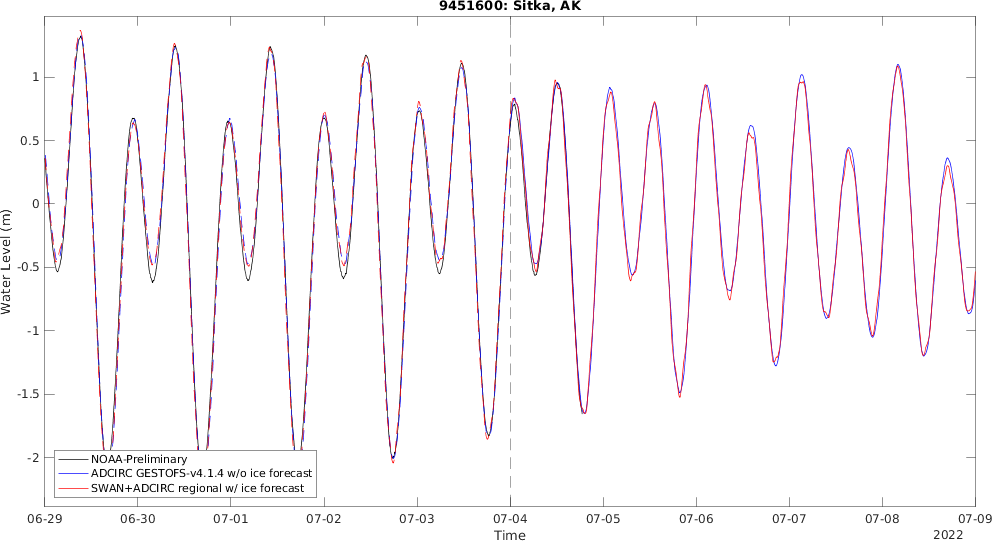 9451600: Sitka, AK
Water Level (m)
1
0.5
0
-0.5
-1
-1.5
-2
NOAA-Preliminary
ADCIRC GESTOFS-v4.1.4 w/o ice forecast
SWAN+ADCIRC regional w/ ice forecast
06-29 06-30 07-01 07-02 07-03 07-04 07-05 07-06 07-07 07-08 07-09
Time
2022